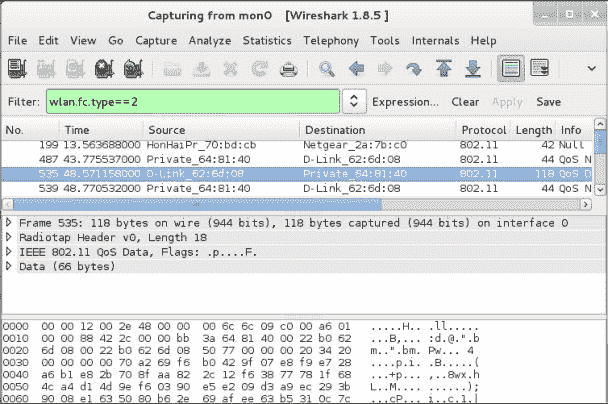 Capturing from mon0 [Wireshark 1.8.5 ]
File Edit View Go Capture Analyze Statistics Telephony Tools Internals Help
Filter: wlan.fc.type==2 Expression... Clear Apply Save
No. Time Source Destination Protocol Length Info
199 13.563688000 HonHaiPr_70:bd:cb Netgear_2a:7b:c0 802.11 42 Null
487 43.775537000 Private_64:81:40 D-Link_62:6d:08 802.11 44 QoS N
535 48.571158000 D-Link_62:6d:08 Private_64:81:40 802.11 118 QoS D
539 48.770532000 Private_64:81:40 D-Link_62:6d:08 802.11 44 QoS N
Frame 535: 118 bytes on wire (944 bits), 118 bytes captured (944 bits) on interface 0
Radiotap Header v0, Length 18
IEEE 802.11 QoS Data, Flags: .p....F.
Data (66 bytes)
0000 00 00 12 00 2e 48 00 00 00 6c 6c 09 c0 00 a6 01 .....H.. .ll.....
0010 00 00 88 42 2c 00 00 bb 3a 64 81 40 00 22 b0 62 ...B,... :d.@.".b
0020 6d 08 00 22 b0 62 6d 08 50 77 00 00 00 20 34 20 m..".bm. Pw... 4
0030 00 00 00 00 70 a2 69 f6 b0 42 9f 07 e8 f9 e7 28 ....p.i. .B.....(
0040 a6 b1 e8 2b 70 8f aa 82 2c 12 f6 38 77 78 1f 68 ...+p... ,..8wx.h
0050 4c a4 d1 4d 9e f6 03 90 e5 e2 09 d3 a9 ec 29 3b L..M.... ......);
0060 90 08 e1 63 50 80 b2 6e 69 af ee 63 b5 31 0c 7c ...cP..n i..c.1.|